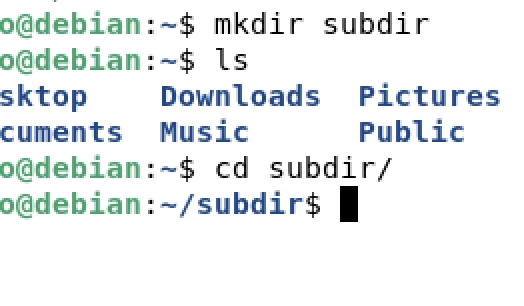 o@debian:~$ mkdir subdir
o@debian:~$ ls
sktop Downloads Pictures
cuments Music Public
o@debian:~$ cd subdir/
o@debian:~/subdir$